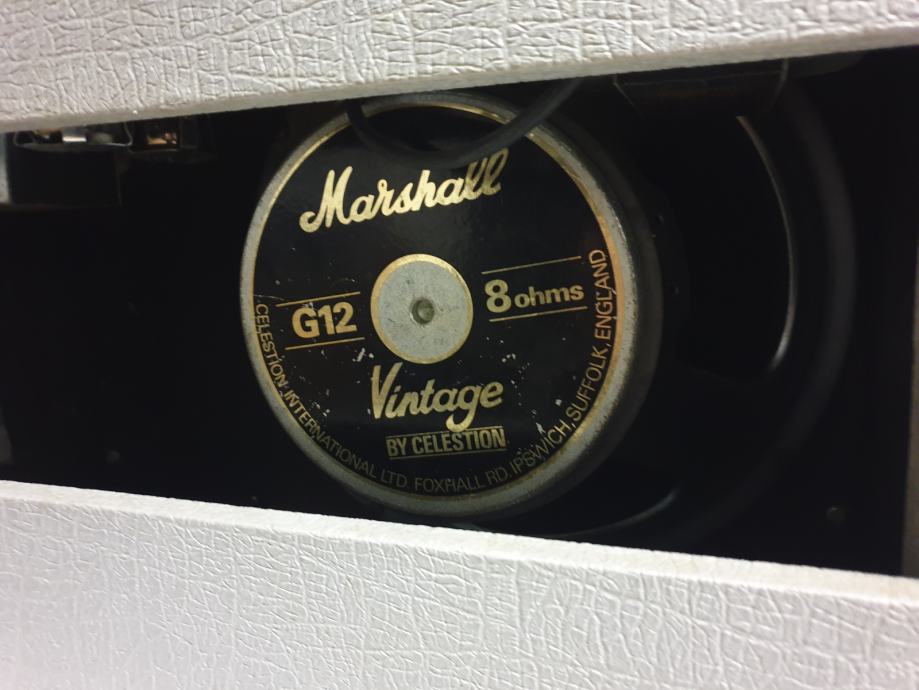 Marshall
G12
8 ohms
Vintage
BY CELESTION
CELESTION INTERNATIONAL LTD. FOXHALL RD. IPSWICH, SUFFOLK, ENGLAND